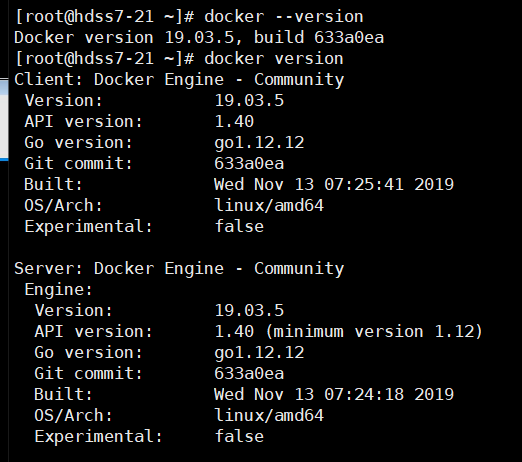 [root@hdss7-21 ~]# docker --version
Docker version 19.03.5, build 633a0ea
[root@hdss7-21 ~]# docker version
Client: Docker Engine - Community
 Version:           19.03.5
 API version:       1.40
 Go version:        go1.12.12
 Git commit:        633a0ea
 Built:             Wed Nov 13 07:25:41 2019
 OS/Arch:           linux/amd64
 Experimental:      false

Server: Docker Engine - Community
 Engine:
  Version:          19.03.5
  API version:      1.40 (minimum version 1.12)
  Go version:       go1.12.12
  Git commit:       633a0ea
  Built:            Wed Nov 13 07:24:18 2019
  OS/Arch:          linux/amd64
  Experimental:     false